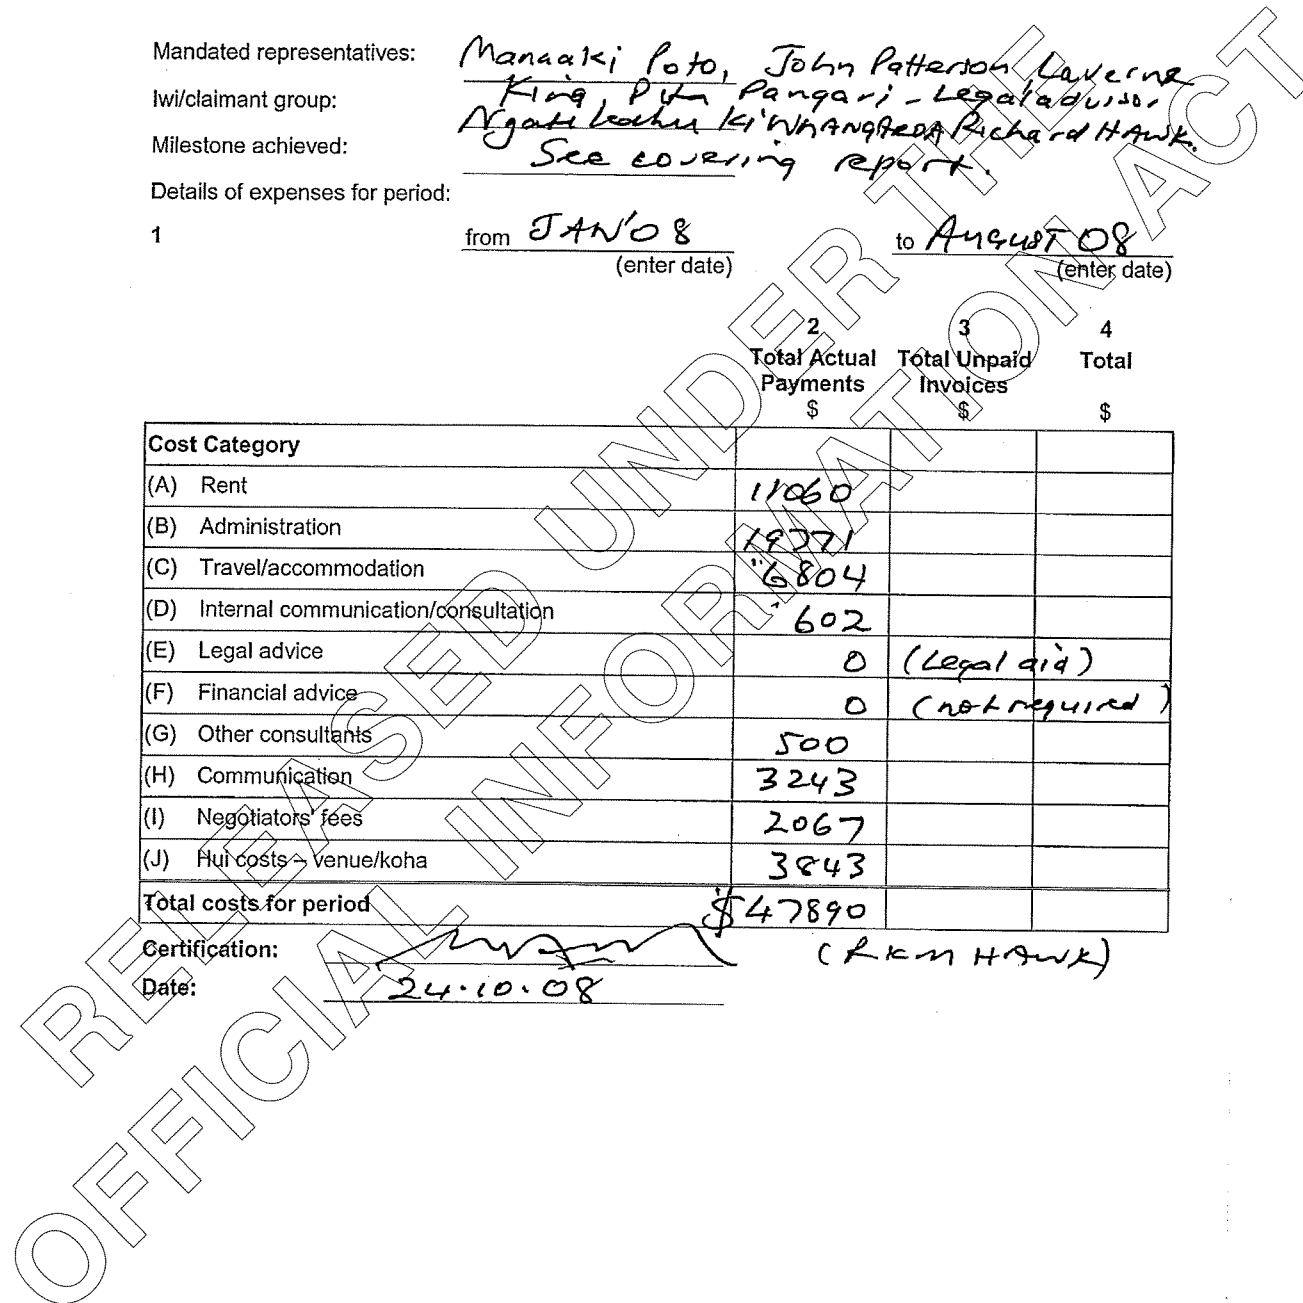 Mandated representatives: Manaaki Poto, John Patterson, Laverne
Iwi/claimant group: King, Pita Pangari - Legal advisor
Ngati Kahu Ki WHANGAROA Richard HAWK.
Milestone achieved: See covering report.
Details of expenses for period:
1 from JAN'08 to AUGUST 08
(enter date) (enter date)
2 3 4
Total Actual Total Unpaid Total
Payments Invoices
$ $ $
Cost Category
(A) Rent 11060
(B) Administration 19771
(C) Travel/accommodation 6804
(D) Internal communication/consultation 602
(E) Legal advice 0 (Legal aid)
(F) Financial advice 0 (not required)
(G) Other consultants 500
(H) Communication 3243
(I) Negotiators' fees 2067
(J) Hui costs – venue/koha 3843
Total costs for period $47890
Certification: (RKM HAWK)
Date: 24.10.08
RELEASED UNDER THE
OFFICIAL INFORMATION ACT